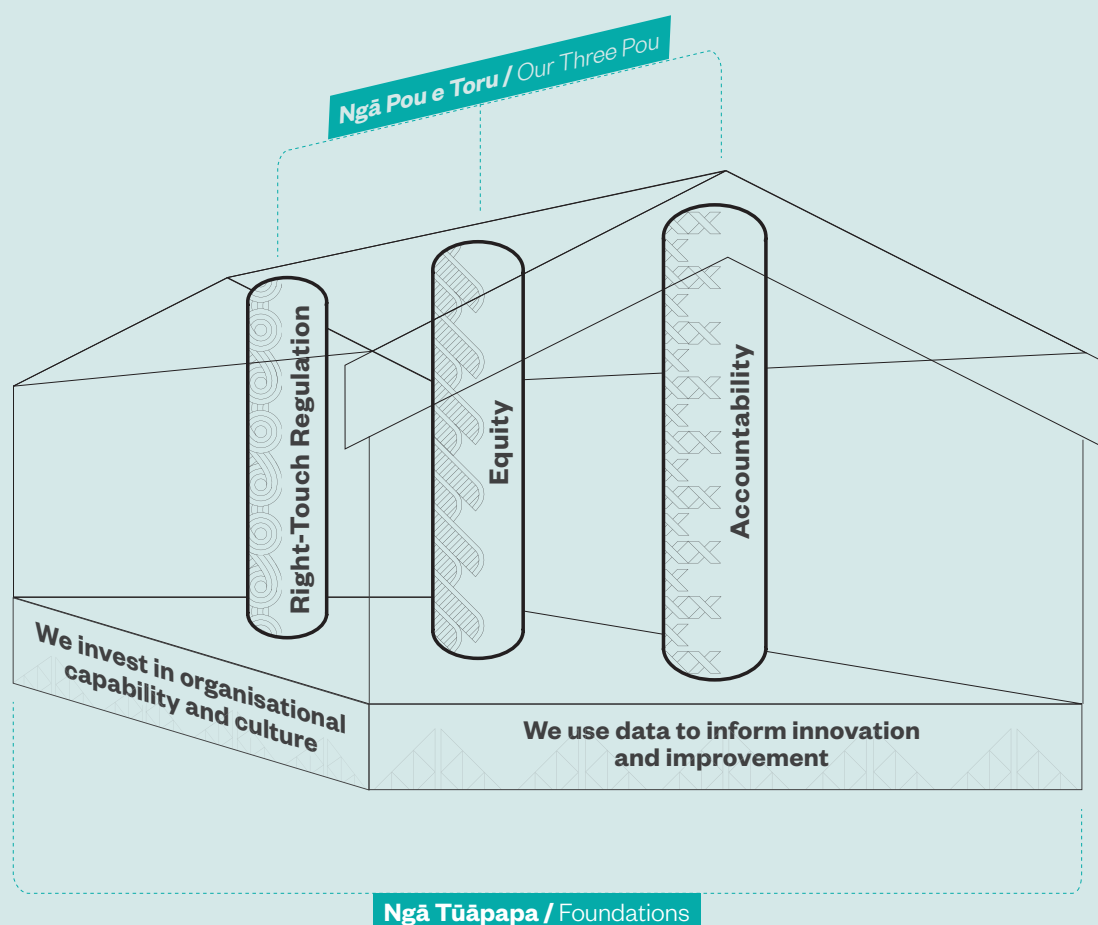 Ngā Pou e Toru / Our Three Pou
Right-Touch Regulation
Equity
Accountability
We invest in organisational
capability and culture
We use data to inform innovation
and improvement
Ngā Tūāpapa / Foundations